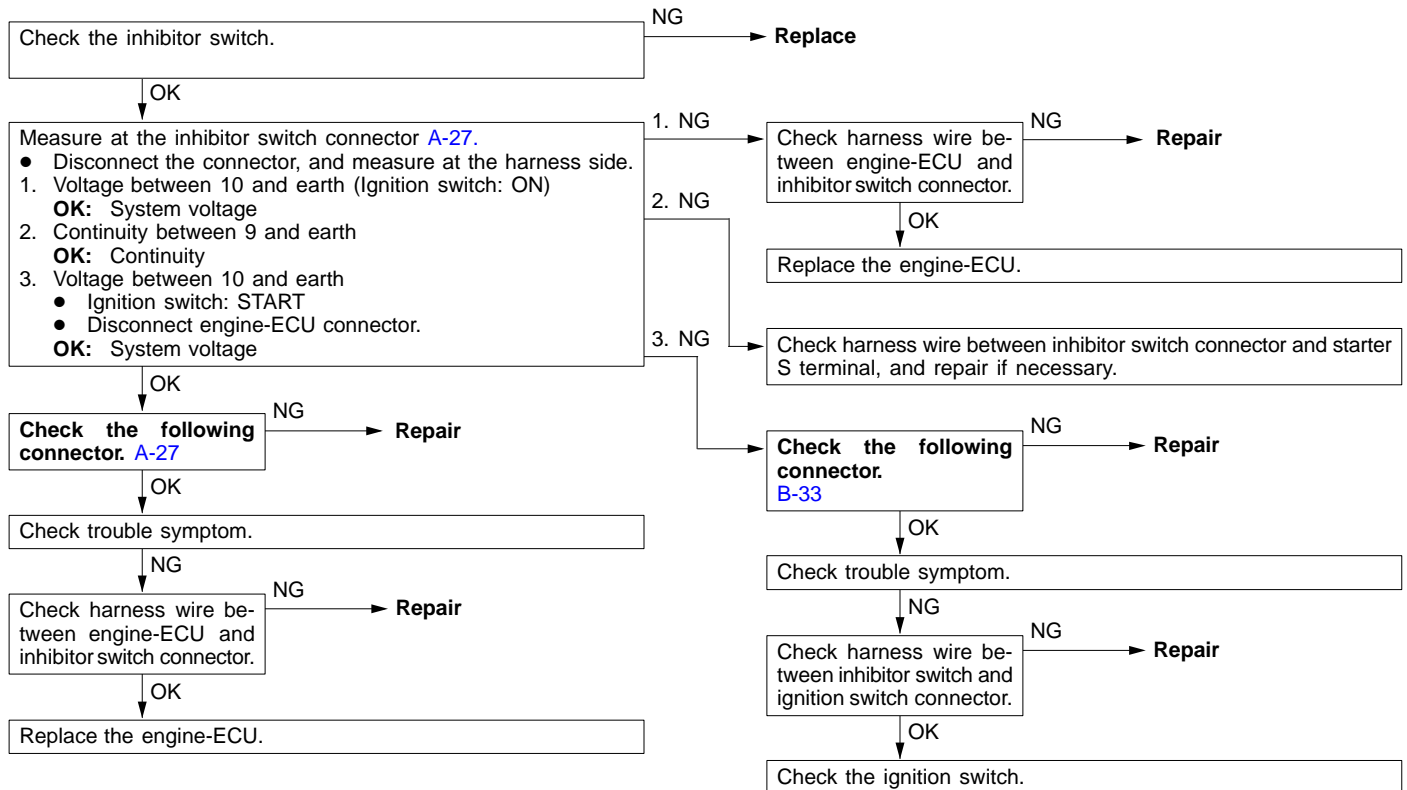 Check the inhibitor switch.
NG
Replace
OK
Measure at the inhibitor switch connector A-27.
● Disconnect the connector, and measure at the harness side.
1. Voltage between 10 and earth (Ignition switch: ON)
OK: System voltage
2. Continuity between 9 and earth
OK: Continuity
3. Voltage between 10 and earth
● Ignition switch: START
● Disconnect engine-ECU connector.
OK: System voltage
1. NG
Check harness wire be-
tween engine-ECU and
inhibitor switch connector.
NG
Repair
OK
Replace the engine-ECU.
2. NG
Check harness wire between inhibitor switch connector and starter
S terminal, and repair if necessary.
3. NG
Check the following
connector.
B-33
NG
Repair
OK
Check trouble symptom.
NG
Check harness wire be-
tween inhibitor switch and
ignition switch connector.
NG
Repair
OK
Check the ignition switch.
OK
Check the following
connector. A-27
NG
Repair
OK
Check trouble symptom.
NG
Check harness wire be-
tween engine-ECU and
inhibitor switch connector.
NG
Repair
OK
Replace the engine-ECU.